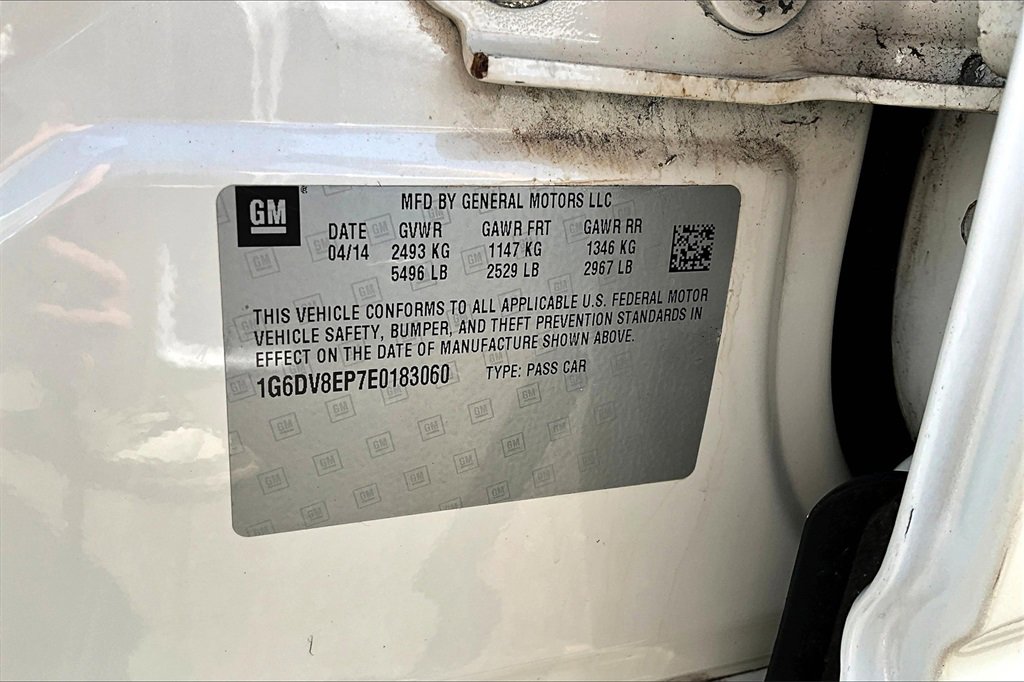 GM ®
MFD BY GENERAL MOTORS LLC
DATE GVWR GAWR FRT GAWR RR
04/14 2493 KG 1147 KG 1346 KG
5496 LB 2529 LB 2967 LB
THIS VEHICLE CONFORMS TO ALL APPLICABLE U.S. FEDERAL MOTOR
VEHICLE SAFETY, BUMPER, AND THEFT PREVENTION STANDARDS IN
EFFECT ON THE DATE OF MANUFACTURE SHOWN ABOVE.
1G6DV8EP7E0183060 TYPE: PASS CAR